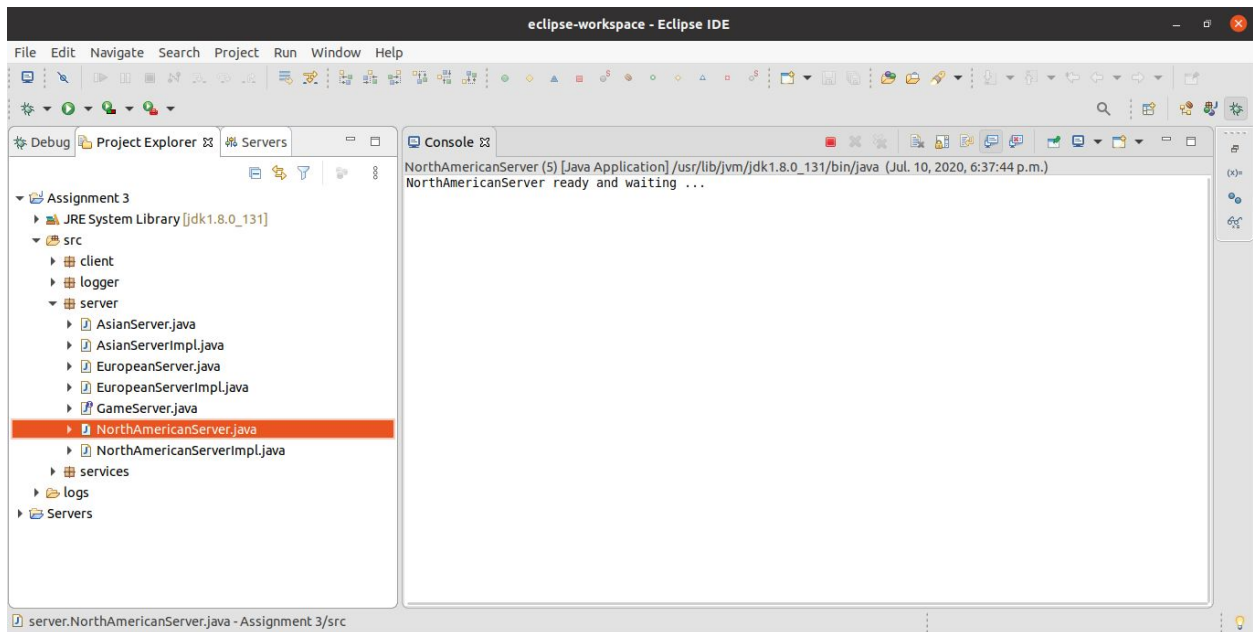 eclipse-workspace - Eclipse IDE
File Edit Navigate Search Project Run Window Help
Debug Project Explorer Servers
Console
NorthAmericanServer (5) [Java Application] /usr/lib/jvm/jdk1.8.0_131/bin/java (Jul. 10, 2020, 6:37:44 p.m.)
NorthAmericanServer ready and waiting ...
Assignment 3
JRE System Library [jdk1.8.0_131]
src
client
logger
server
AsianServer.java
AsianServerImpl.java
EuropeanServer.java
EuropeanServerImpl.java
GameServer.java
NorthAmericanServer.java
NorthAmericanServerImpl.java
services
logs
Servers
(x)=
server.NorthAmericanServer.java - Assignment 3/src